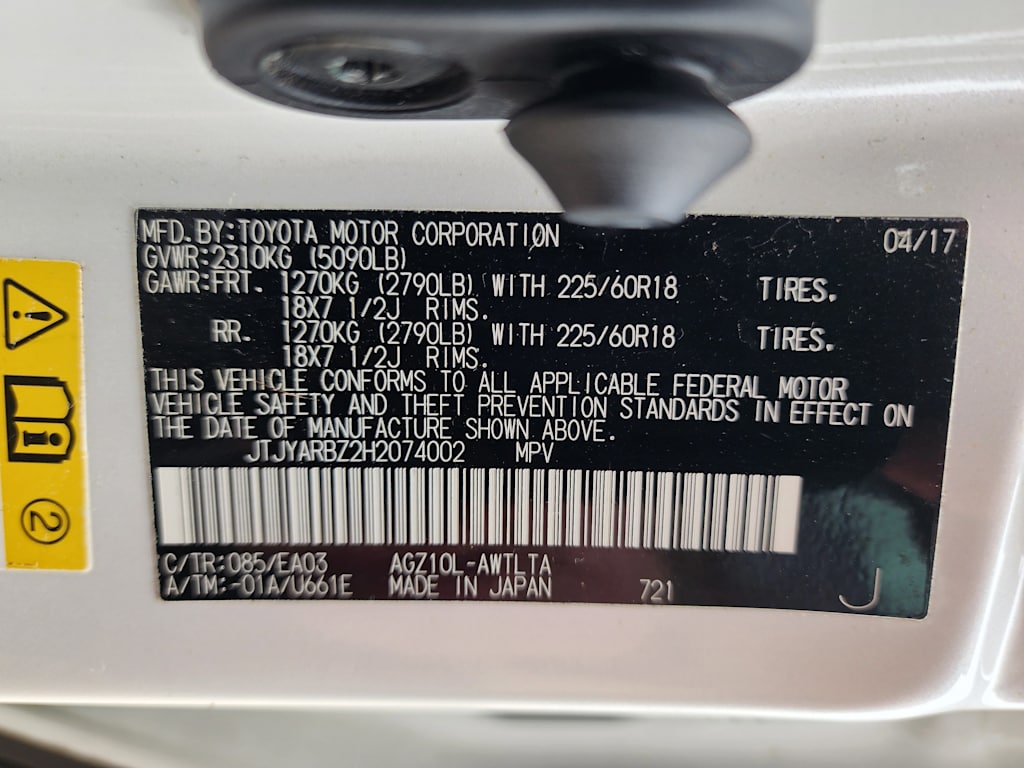 MFD. BY:TOYOTA MOTOR CORPORATION 04/17
GVWR:2310KG (5090LB)
GAWR:FRT. 1270KG (2790LB) WITH 225/60R18 TIRES.
18X7 1/2J RIMS.
RR. 1270KG (2790LB) WITH 225/60R18 TIRES.
18X7 1/2J RIMS.
THIS VEHICLE CONFORMS TO ALL APPLICABLE FEDERAL MOTOR
VEHICLE SAFETY AND THEFT PREVENTION STANDARDS IN EFFECT ON
THE DATE OF MANUFACTURE SHOWN ABOVE.
JTJYARBZ2H2074002 MPV
C/TR:085/EA03 AGZ10L-AWTLTA
A/TM:-01A/U661E MADE IN JAPAN 721 J
2